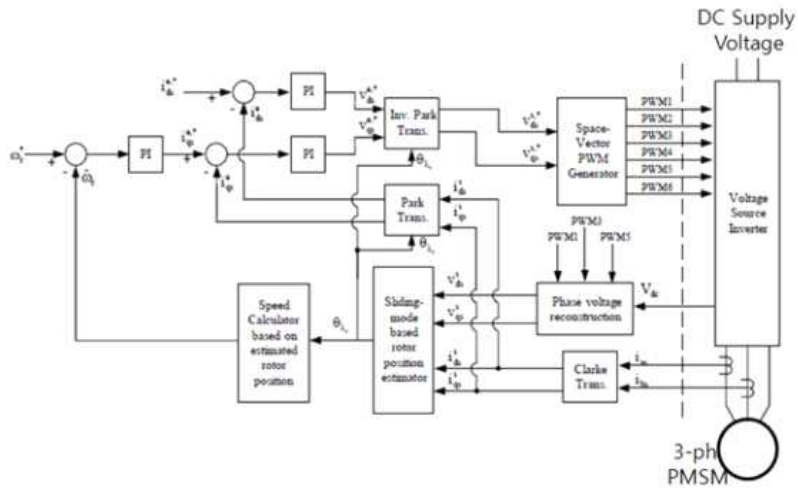 DC Supply
Voltage
PI
Inv. Park
Trans.
PI
PI
Space-
Vector
PWM
Generator
PWM1
PWM2
PWM3
PWM4
PWM5
PWM6
Voltage
Source
Inverter
Park
Trans.
PWM1
PWM3
PWM5
Phase voltage
reconstruction
Speed
Calculator
based on
estimated
rotor
position
Sliding-
mode
based
rotor
position
estimator
Clarke
Trans.
3-ph
PMSM